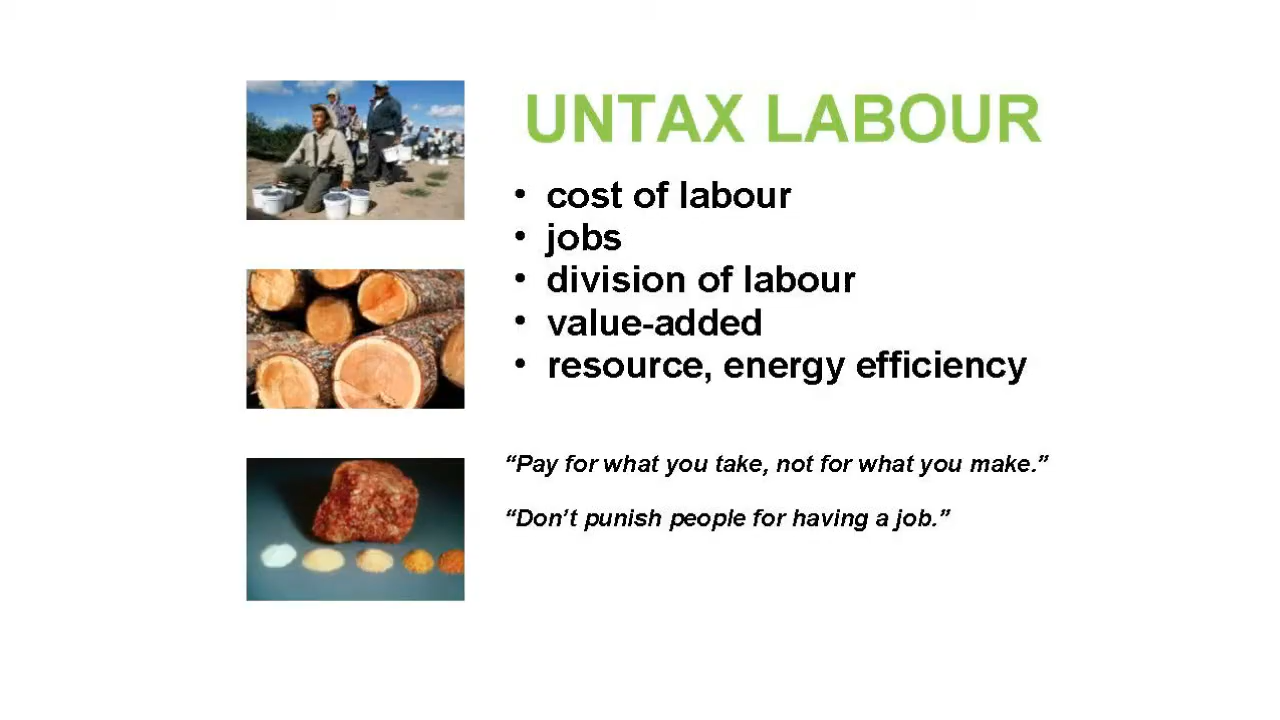 UNTAX LABOUR
• cost of labour
• jobs
• division of labour
• value-added
• resource, energy efficiency
“Pay for what you take, not for what you make.”
“Don’t punish people for having a job.”